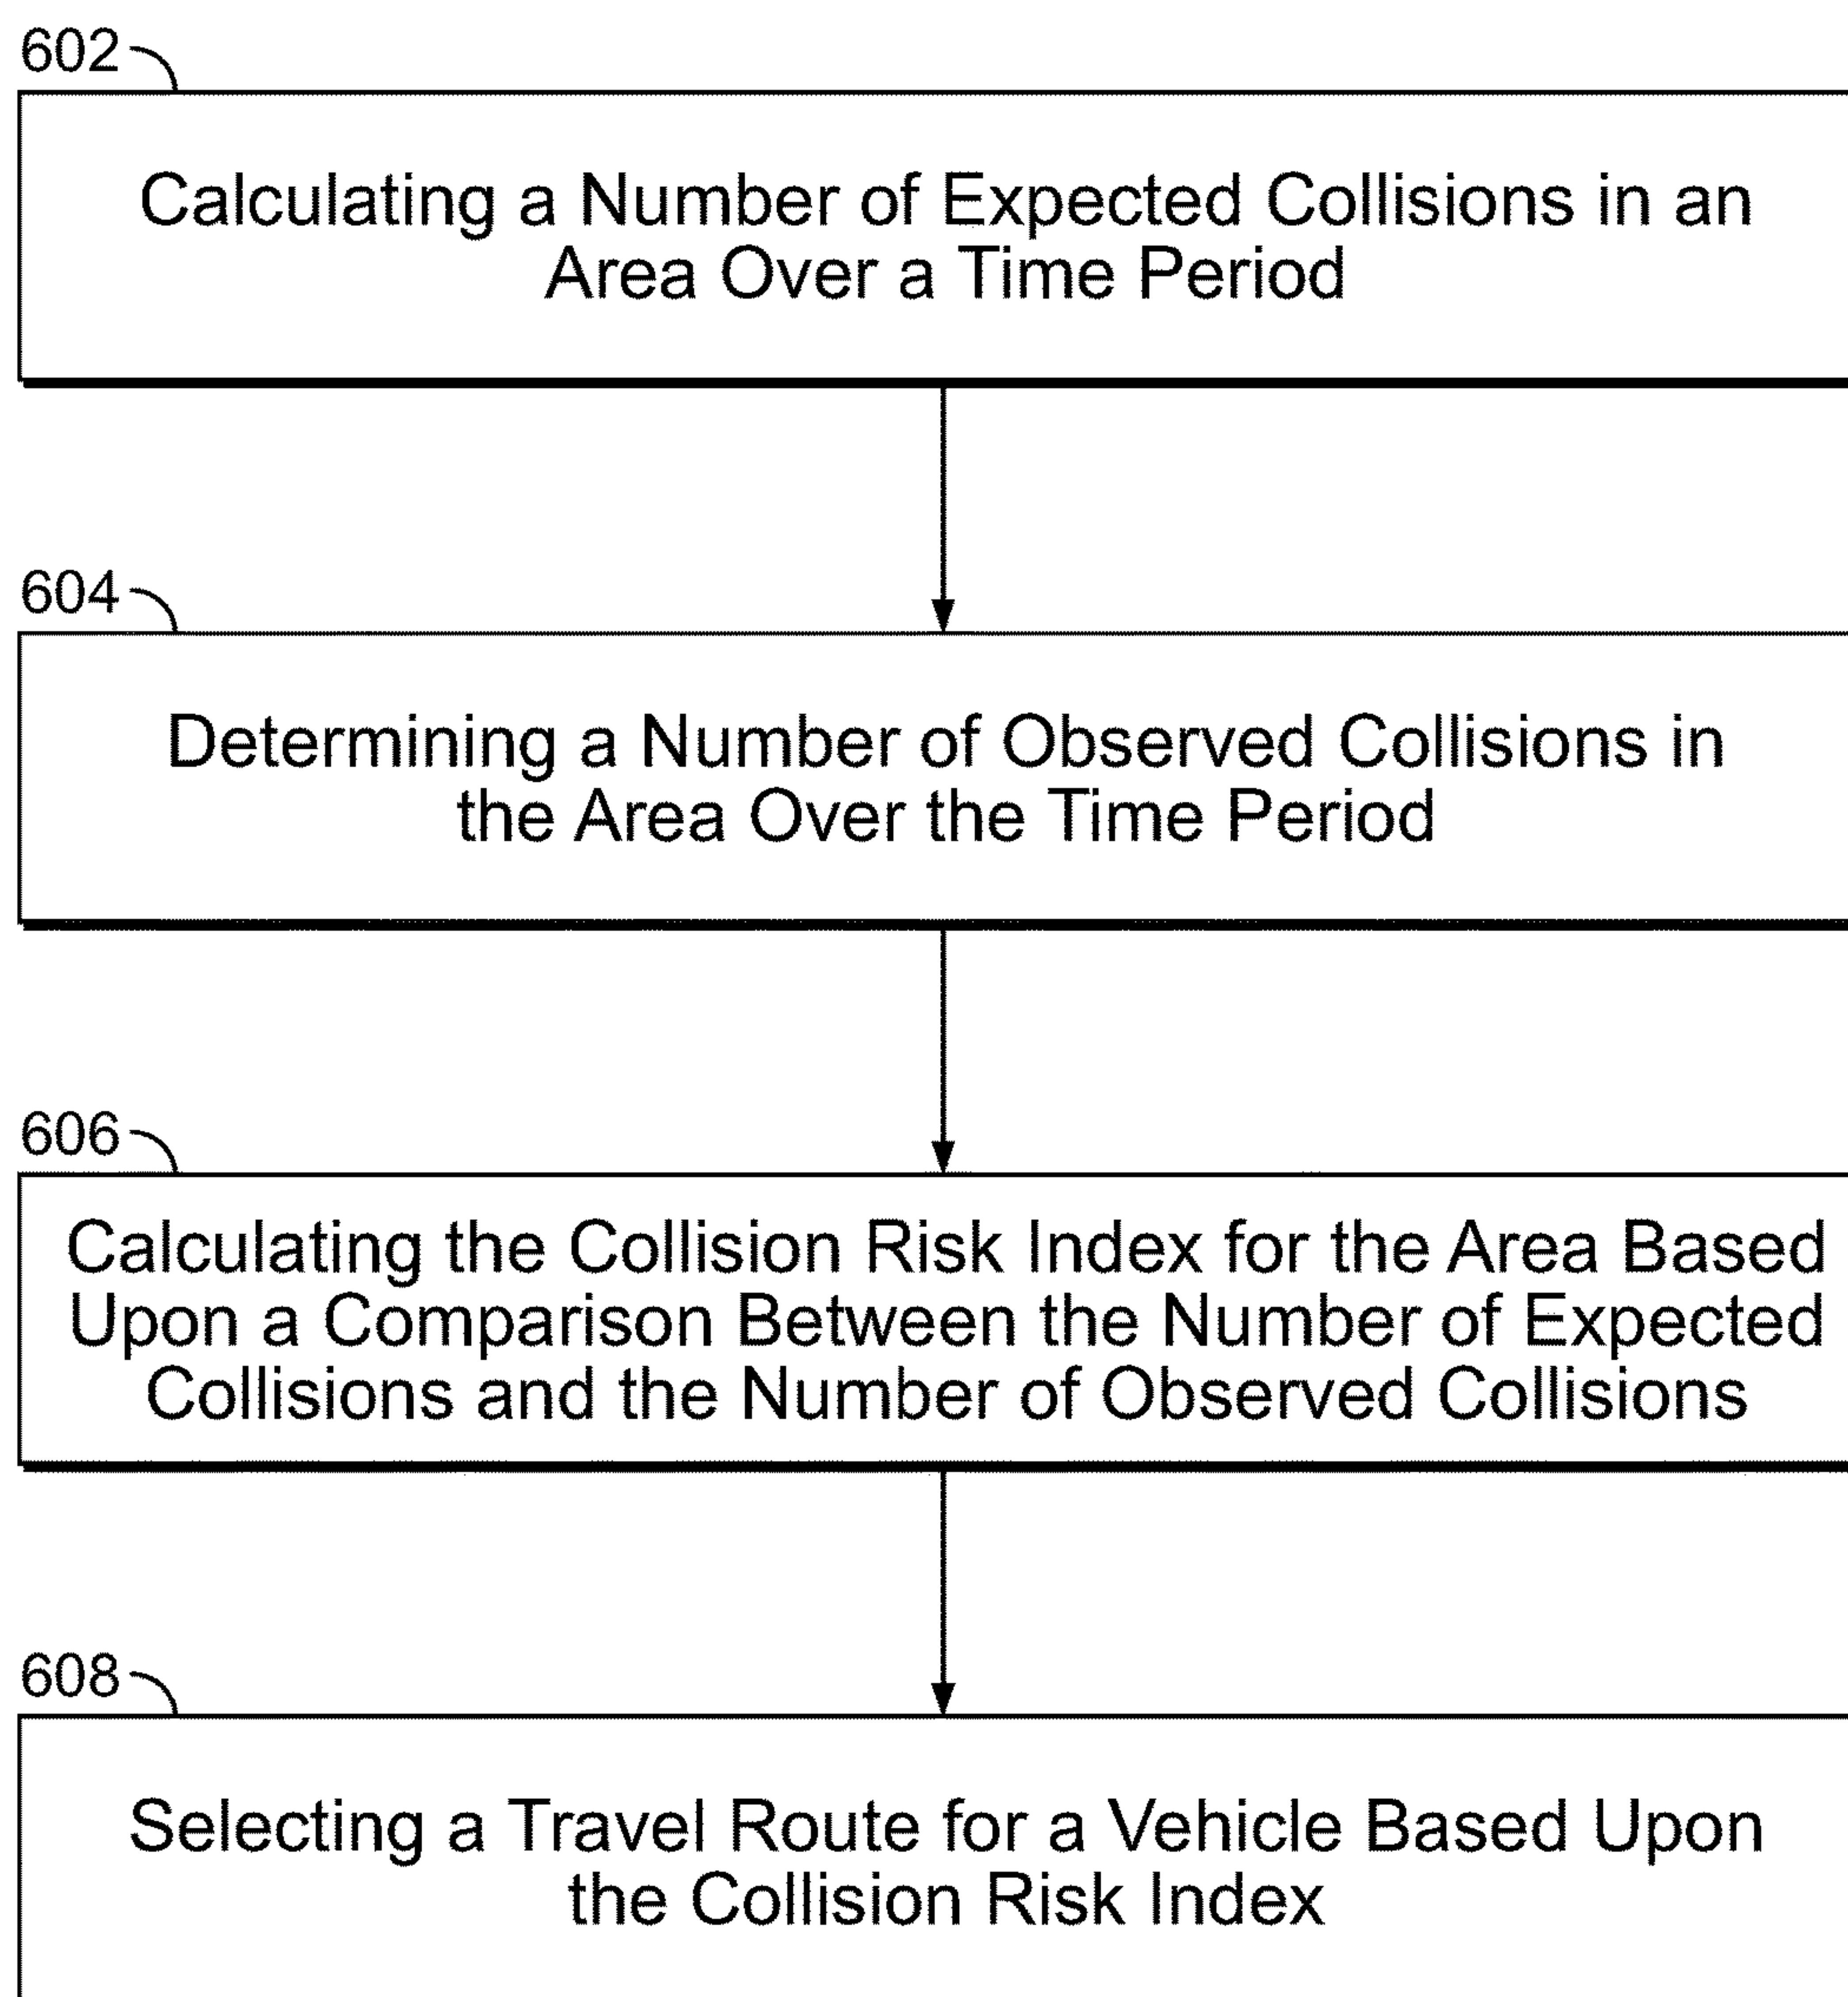 602
Calculating a Number of Expected Collisions in an
Area Over a Time Period
604
Determining a Number of Observed Collisions in
the Area Over the Time Period
606
Calculating the Collision Risk Index for the Area Based
Upon a Comparison Between the Number of Expected
Collisions and the Number of Observed Collisions
608
Selecting a Travel Route for a Vehicle Based Upon
the Collision Risk Index